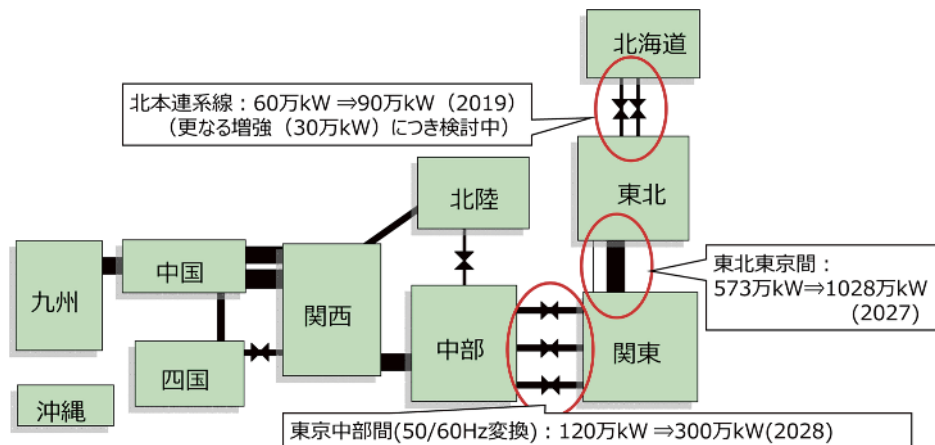 北海道
北本連系線：60万kW ⇒90万kW（2019）
（更なる増強（30万kW）につき検討中）
北陸
東北
中国
九州
関西
東北東京間：
573万kW⇒1028万kW
(2027)
中部
関東
四国
沖縄
東京中部間(50/60Hz変換)：120万kW ⇒300万kW(2028)